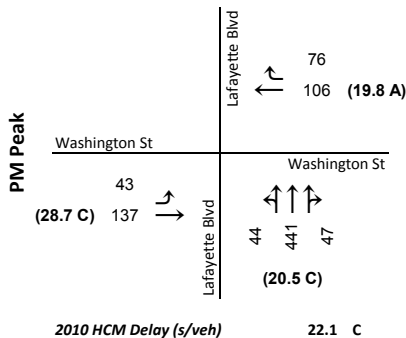 PM Peak
Lafayette Blvd
76
106 (19.8 A)
Washington St
Washington St
43
(28.7 C) 137
Lafayette Blvd
44 441 47
(20.5 C)
2010 HCM Delay (s/veh) 22.1 C